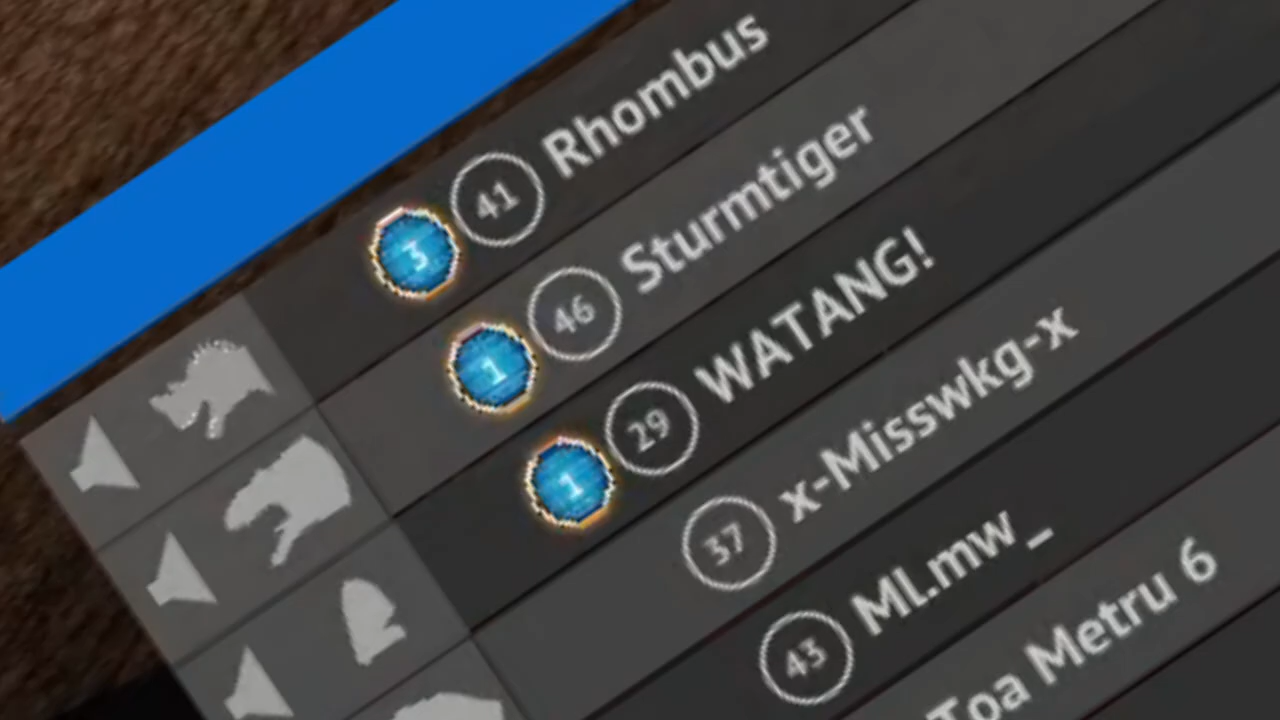 3 41 Rhombus
1 46 Sturmtiger
1 29 WATANG!
37 x-Misswkg-x
43 Ml.mw_
Toa Metru 6